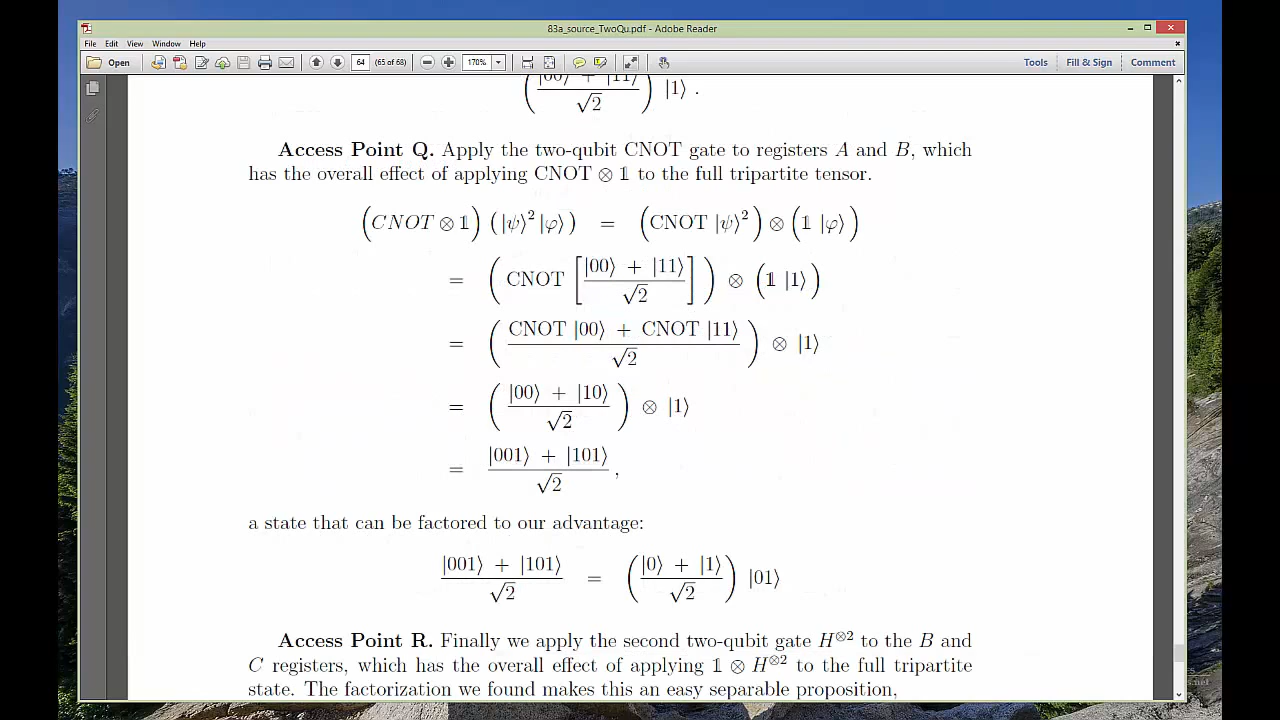 83a_source_TwoQu.pdf - Adobe Reader
File Edit View Window Help
Open 64 (65 of 68) 170% Tools Fill & Sign Comment
(|00⟩ + |11⟩ / √2) |1⟩ .
Access Point Q. Apply the two-qubit CNOT gate to registers A and B, which
has the overall effect of applying CNOT ⊗ 𝟙 to the full tripartite tensor.
(CNOT ⊗ 𝟙) (|ψ⟩² |φ⟩) = (CNOT |ψ⟩²) ⊗ (𝟙 |φ⟩)
= (CNOT [|00⟩ + |11⟩ / √2]) ⊗ (𝟙 |1⟩)
= (CNOT |00⟩ + CNOT |11⟩ / √2) ⊗ |1⟩
= (|00⟩ + |10⟩ / √2) ⊗ |1⟩
= |001⟩ + |101⟩ / √2 ,
a state that can be factored to our advantage:
|001⟩ + |101⟩ / √2 = (|0⟩ + |1⟩ / √2) |01⟩
Access Point R. Finally we apply the second two-qubit gate H⊗2 to the B and
C registers, which has the overall effect of applying 𝟙 ⊗ H⊗2 to the full tripartite
state. The factorization we found makes this an easy separable proposition,